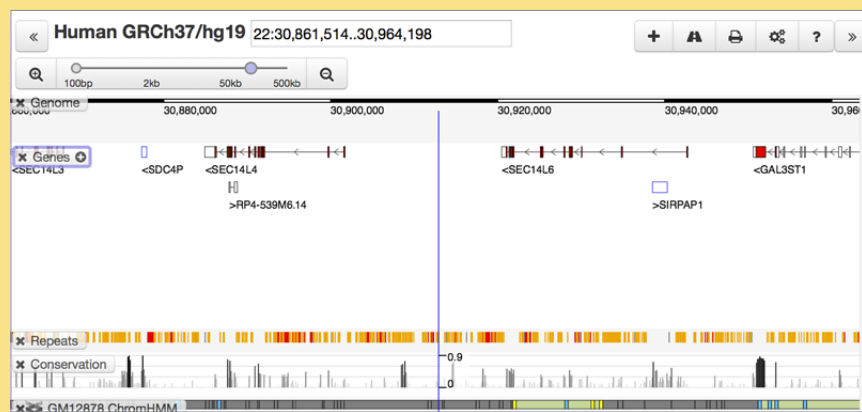 « Human GRCh37/hg19 22:30,861,514..30,964,198 + ? »
100bp 2kb 50kb 500kb
× Genome
30,880,000 30,900,000 30,920,000 30,940,000
× Genes
<SEC14L3 <SDC4P <SEC14L4 <SEC14L6 <GAL3ST1
>RP4-539M6.14 >SIRPAP1
× Repeats
× Conservation 0.9
0
× GM12878 ChromHMM